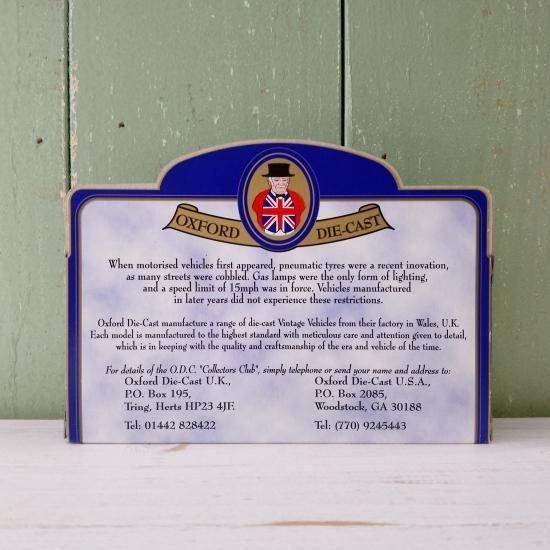 OXFORD DIE-CAST
When motorised vehicles first appeared, pneumatic tyres were a recent inovation,
as many streets were cobbled. Gas lamps were the only form of lighting,
and a speed limit of 15mph was in force. Vehicles manufactured
in later years did not experience these restrictions.
Oxford Die-Cast manufacture a range of die-cast Vintage Vehicles from their factory in Wales, U.K.
Each model is manufactured to the highest standard with meticulous care and attention given to detail,
which is in keeping with the quality and craftsmanship of the era and vehicle of the time.
For details of the O.D.C. "Collectors Club", simply telephone or send your name and address to:
Oxford Die-Cast U.K.,
P.O. Box 195,
Tring, Herts HP23 4JF.
Tel: 01442 828422
Oxford Die-Cast U.S.A.,
P.O. Box 2085,
Woodstock, GA 30188
Tel: (770) 9245443